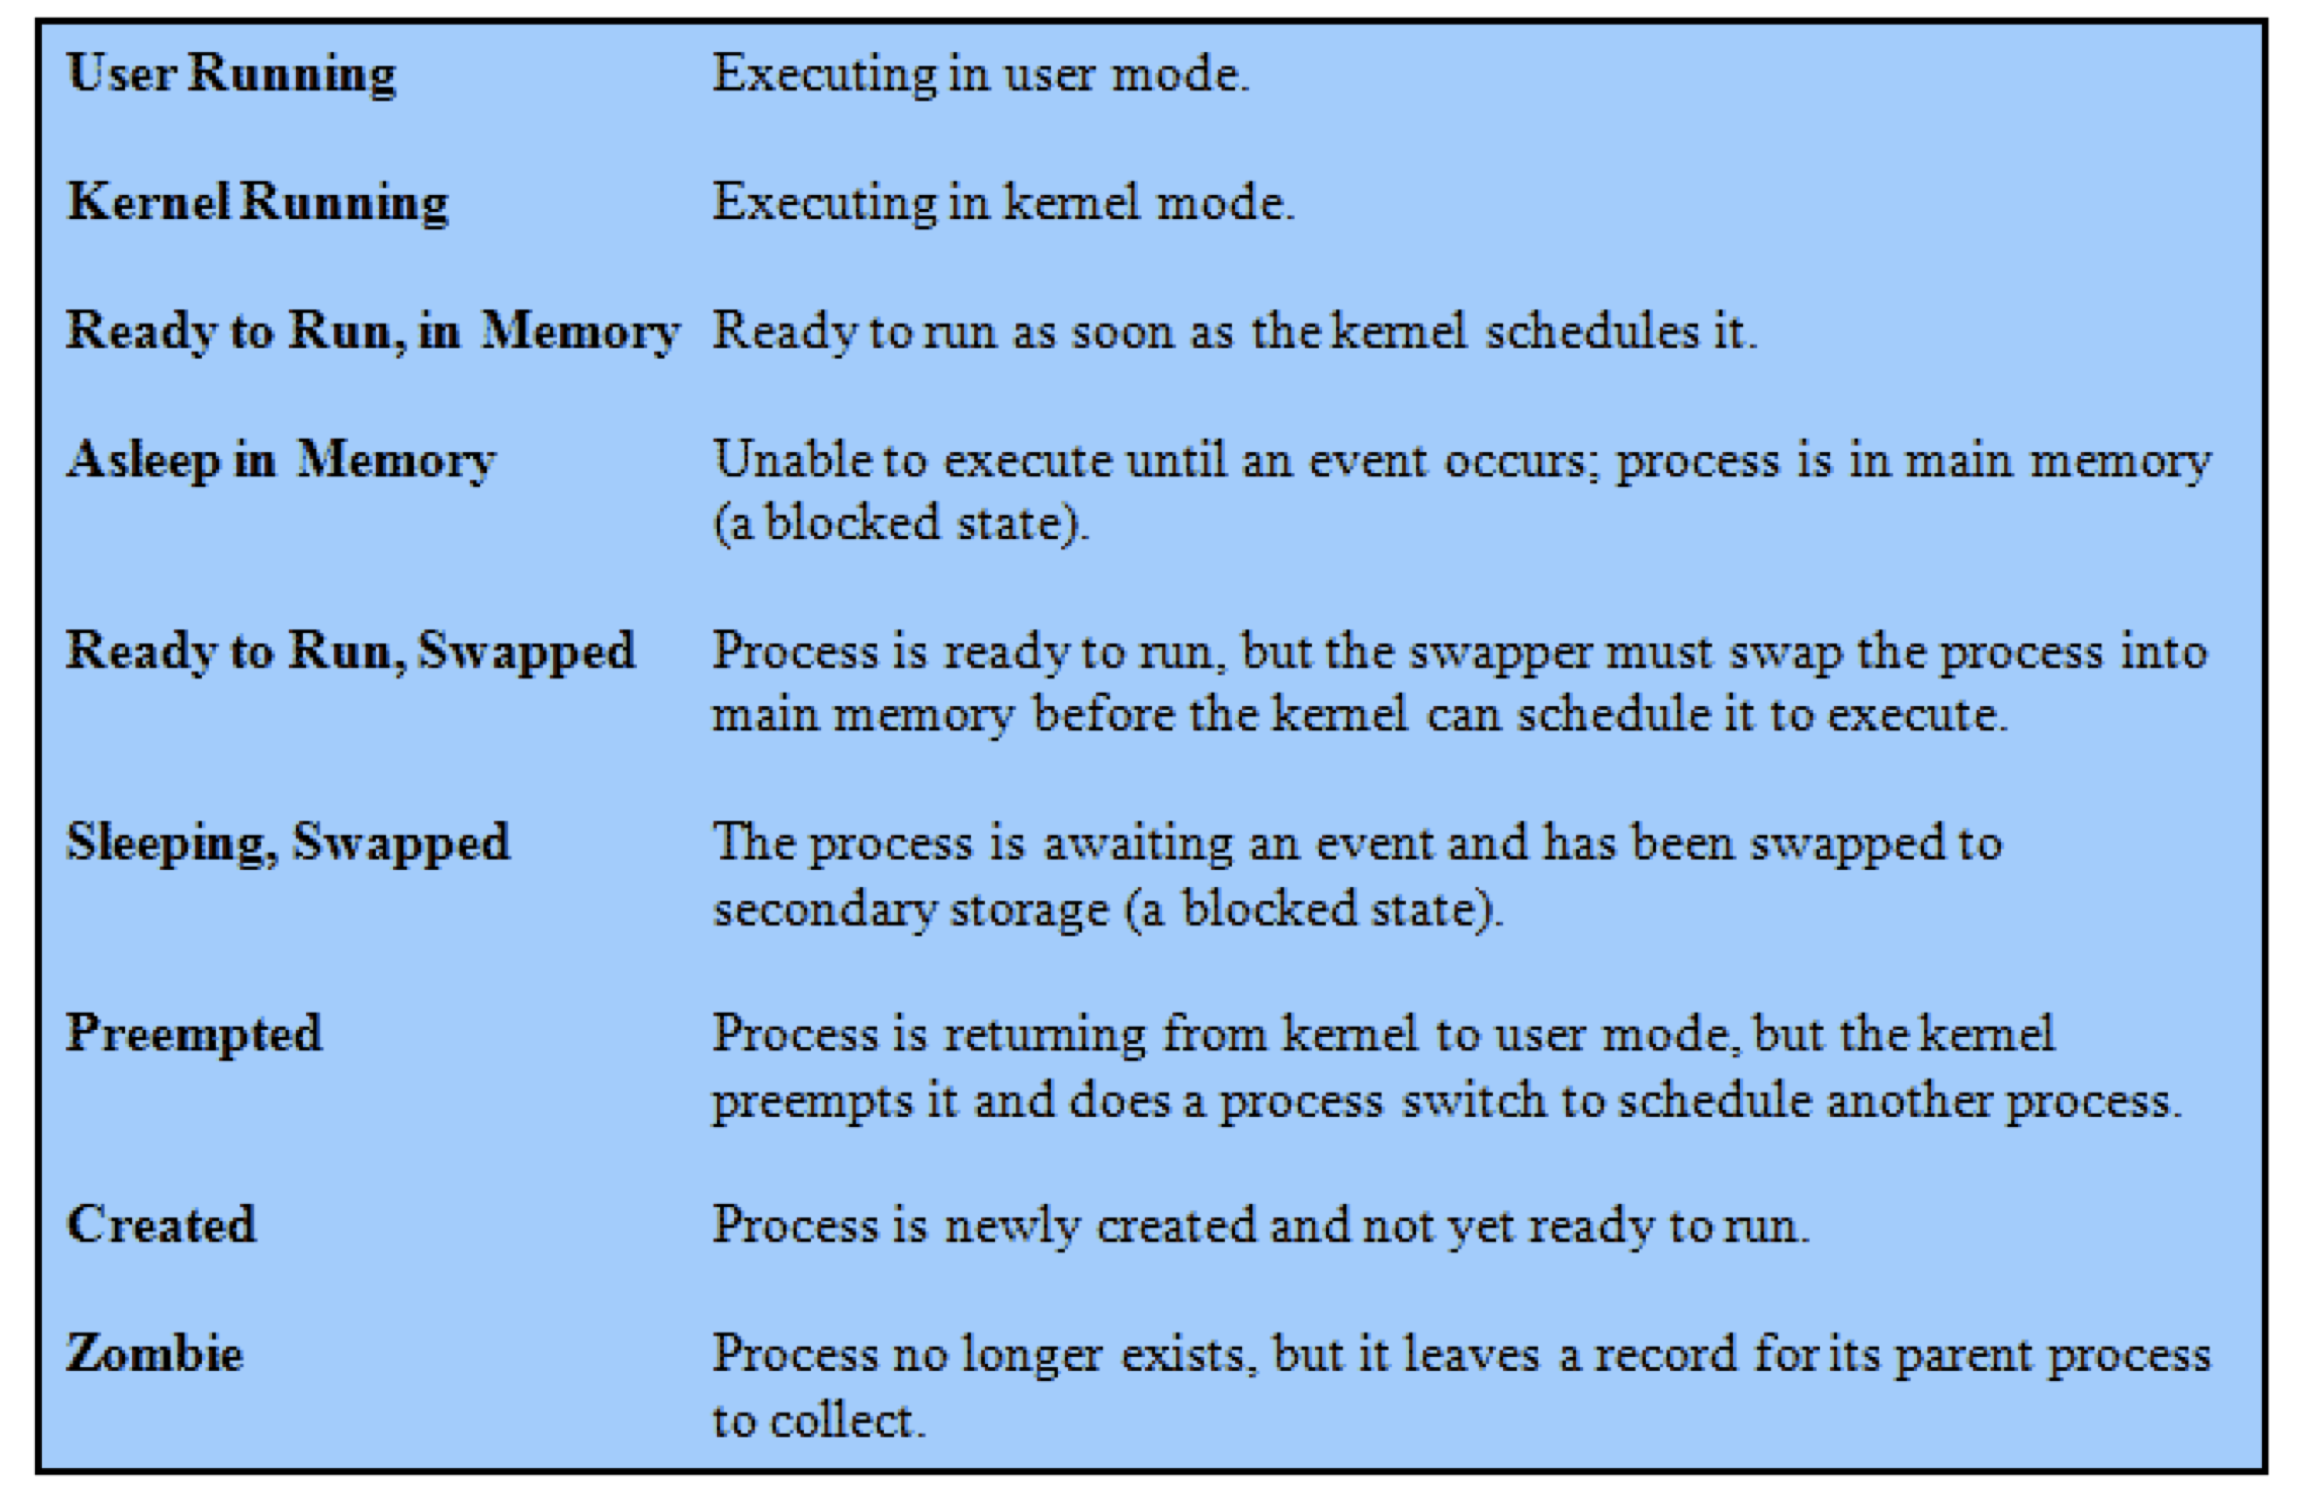 User Running Executing in user mode.
Kernel Running Executing in kernel mode.
Ready to Run, in Memory Ready to run as soon as the kernel schedules it.
Asleep in Memory Unable to execute until an event occurs; process is in main memory
(a blocked state).
Ready to Run, Swapped Process is ready to run, but the swapper must swap the process into
main memory before the kernel can schedule it to execute.
Sleeping, Swapped The process is awaiting an event and has been swapped to
secondary storage (a blocked state).
Preempted Process is returning from kernel to user mode, but the kernel
preempts it and does a process switch to schedule another process.
Created Process is newly created and not yet ready to run.
Zombie Process no longer exists, but it leaves a record for its parent process
to collect.